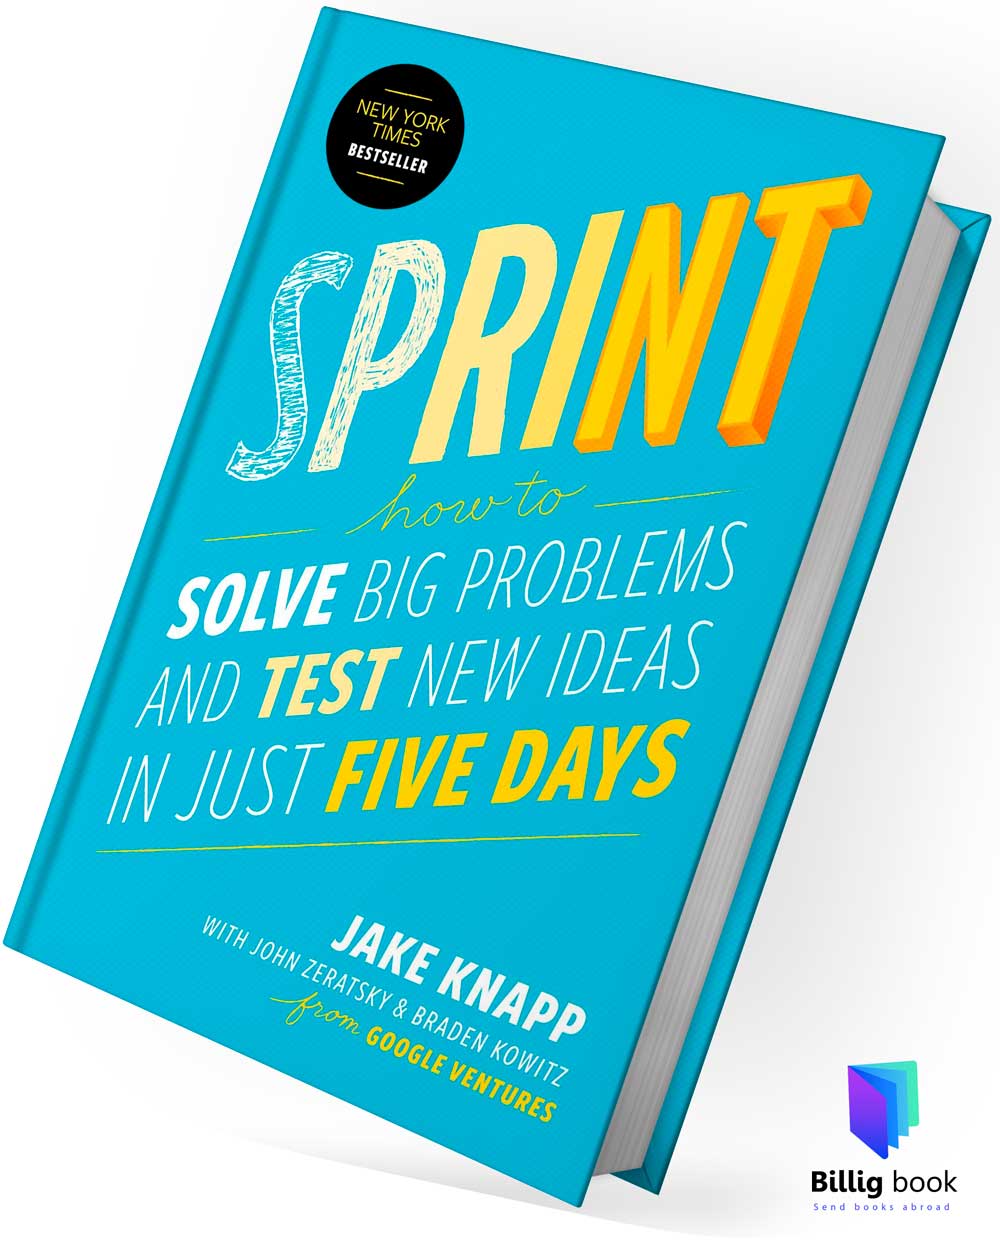 NEW YORK
TIMES
BESTSELLER
SPRINT
how to
SOLVE BIG PROBLEMS
AND TEST NEW IDEAS
IN JUST FIVE DAYS
JAKE KNAPP
WITH JOHN ZERATSKY & BRADEN KOWITZ
from GOOGLE VENTURES
Billig book
Send books abroad